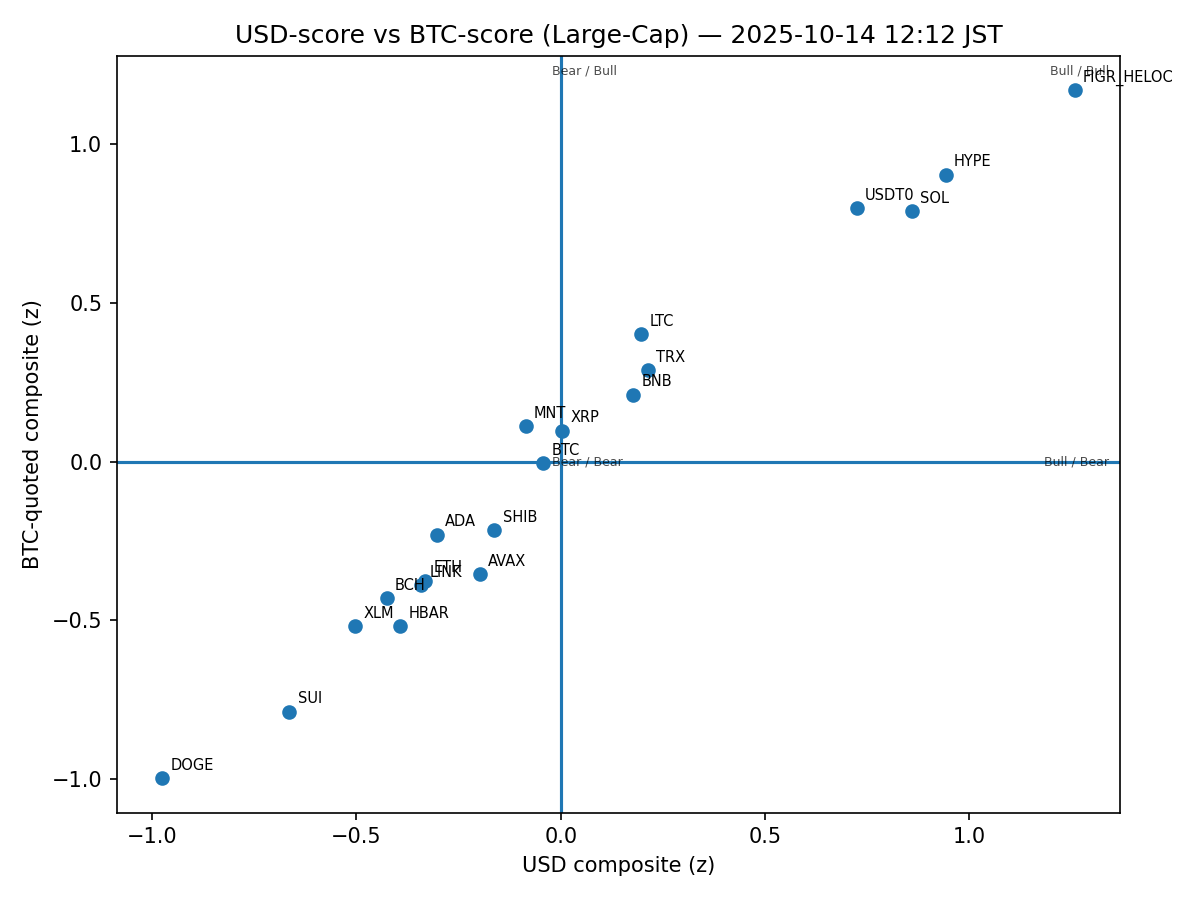 USD-score vs BTC-score (Large-Cap) — 2025-10-14 12:12 JST
Bear / Bull
Bull / Bull
FIGR_HELOC
HYPE
USDT0
SOL
LTC
TRX
BNB
MNT
XRP
BTC
Bear / Bear
Bull / Bear
ADA
SHIB
ETH
LINK
AVAX
BCH
XLM
HBAR
SUI
DOGE
1.0
0.5
0.0
−0.5
−1.0
BTC-quoted composite (z)
−1.0
−0.5
0.0
0.5
1.0
USD composite (z)